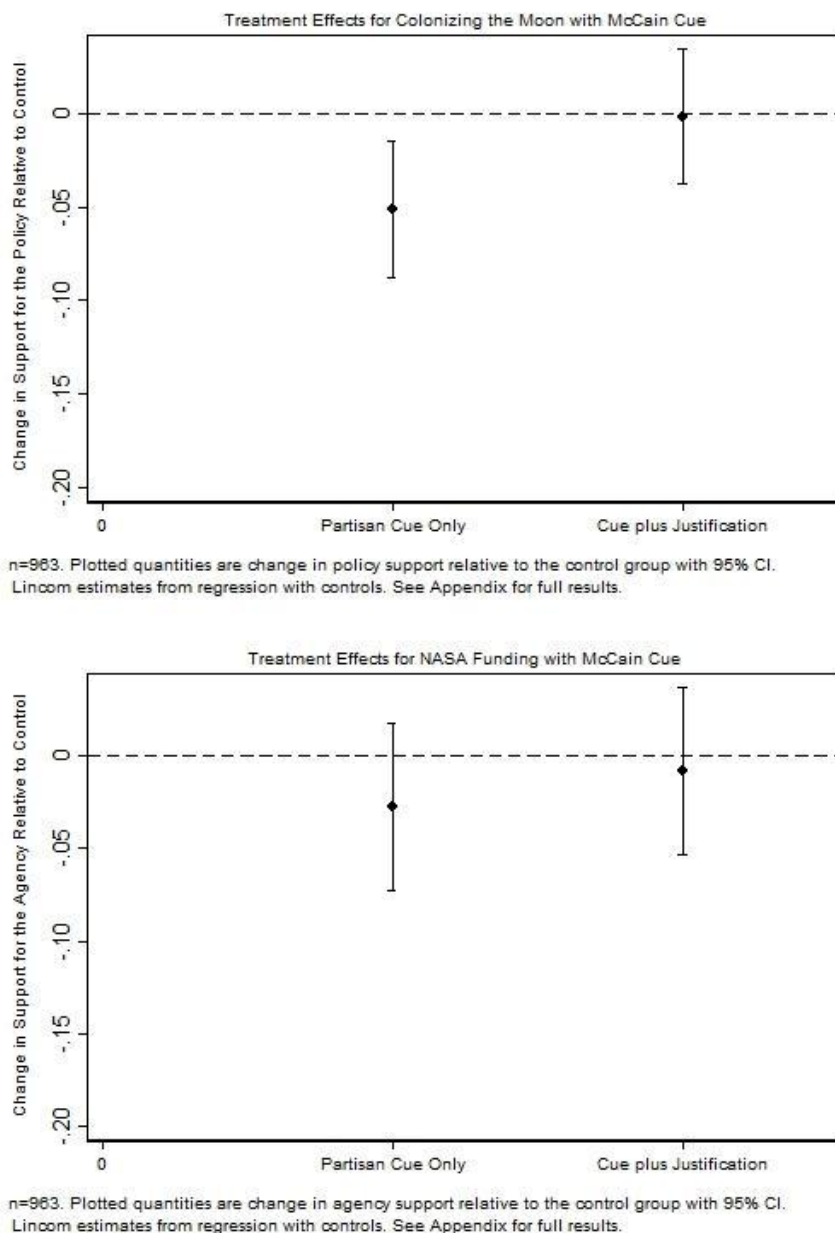 Treatment Effects for Colonizing the Moon with McCain Cue
Change in Support for the Policy Relative to Control
0
-.05
-.10
-.15
-.20
0
Partisan Cue Only
Cue plus Justification
n=963. Plotted quantities are change in policy support relative to the control group with 95% CI.
Lincom estimates from regression with controls. See Appendix for full results.
Treatment Effects for NASA Funding with McCain Cue
Change in Support for the Agency Relative to Control
0
-.05
-.10
-.15
-.20
0
Partisan Cue Only
Cue plus Justification
n=963. Plotted quantities are change in agency support relative to the control group with 95% CI.
Lincom estimates from regression with controls. See Appendix for full results.